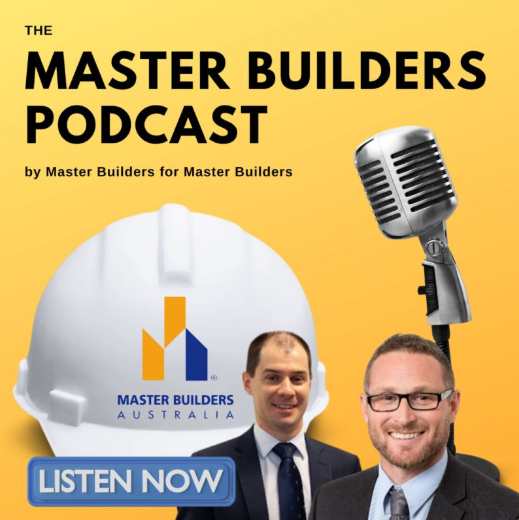 THE
MASTER BUILDERS
PODCAST
by Master Builders for Master Builders
MASTER BUILDERS
AUSTRALIA
LISTEN NOW